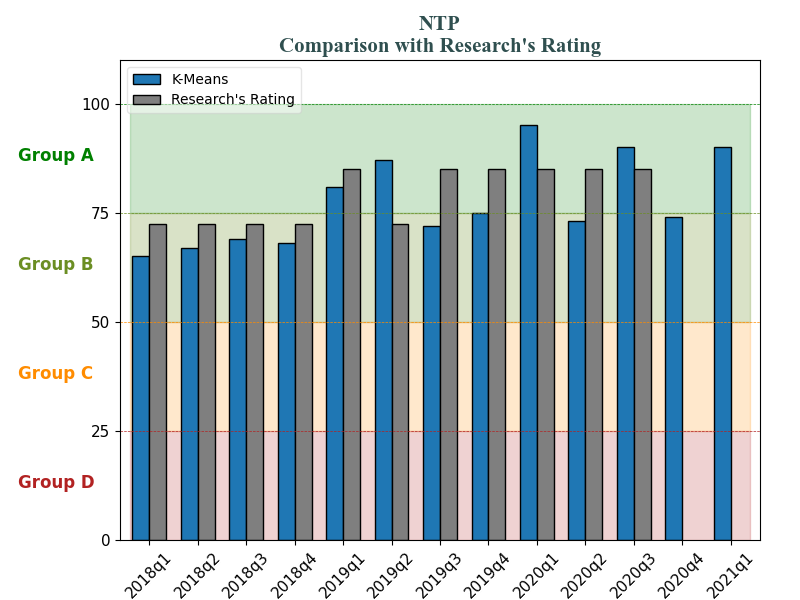 NTP
Comparison with Research's Rating
K-Means
Research's Rating
100
Group A
75
Group B
50
Group C
25
Group D
0
2018q1 2018q2 2018q3 2018q4 2019q1 2019q2 2019q3 2019q4 2020q1 2020q2 2020q3 2020q4 2021q1